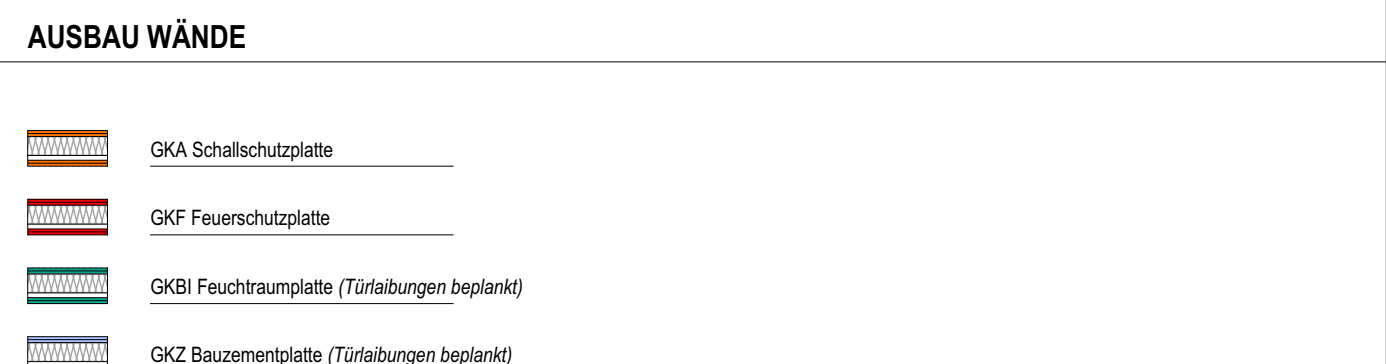 AUSBAU WÄNDE
GKA Schallschutzplatte
GKF Feuerschutzplatte
GKBI Feuchtraumplatte (Türlaibungen beplankt)
GKZ Bauzementplatte (Türlaibungen beplankt)